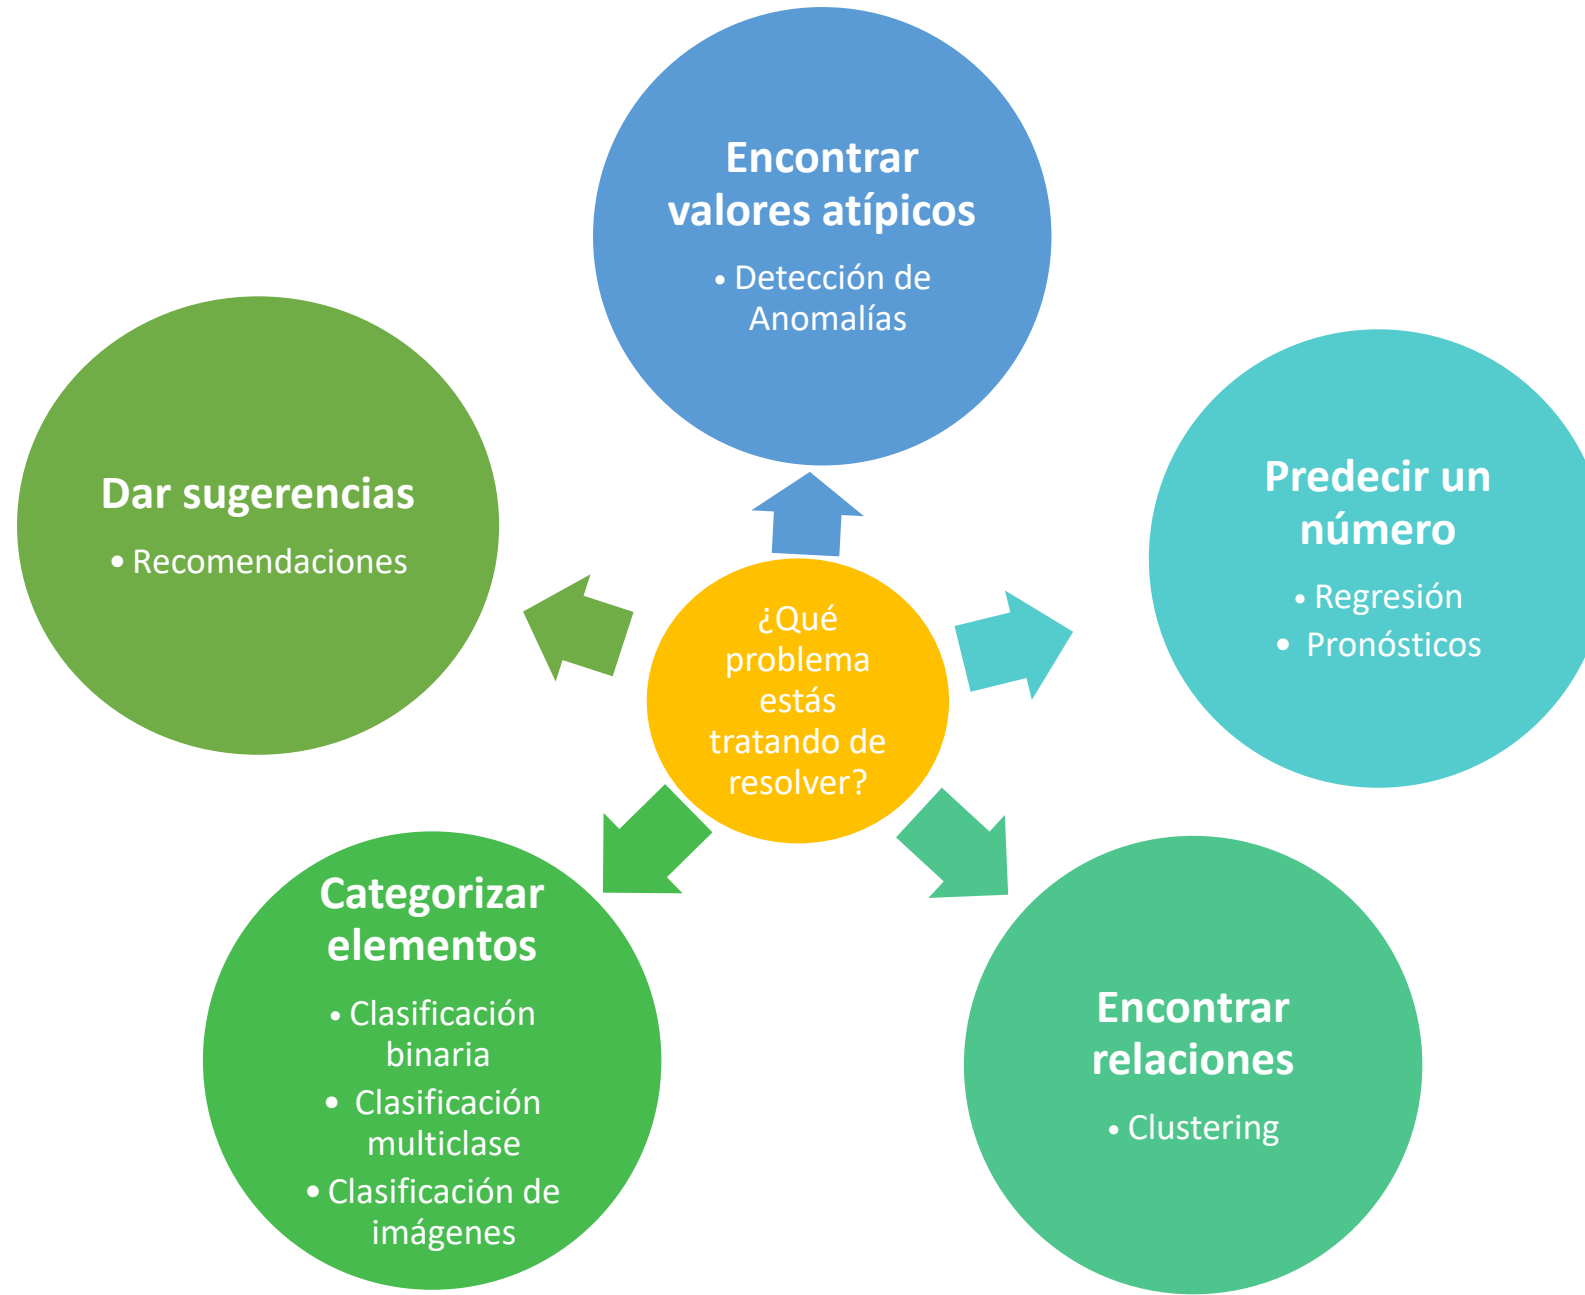 Encontrar
valores atípicos
• Detección de
Anomalías
Dar sugerencias
• Recomendaciones
Predecir un
número
• Regresión
• Pronósticos
¿Qué
problema
estás
tratando de
resolver?
Categorizar
elementos
• Clasificación
binaria
• Clasificación
multiclase
• Clasificación de
imágenes
Encontrar
relaciones
• Clustering